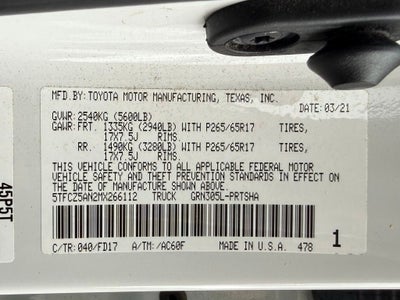 MFD.BY:TOYOTA MOTOR MANUFACTURING, TEXAS, INC.
03/21
GVWR: 2540KG (5600LB)
GAWR: FRT. 1335KG (2940LB) WITH P265/65R17 TIRES,
17X7.5J RIMS.
RR. 1490KG (3280LB) WITH P265/65R17 TIRES,
17X7.5J RIMS.
THIS VEHICLE CONFORMS TO ALL APPLICABLE FEDERAL MOTOR
VEHICLE SAFETY AND THEFT PREVENTION STANDARDS IN EFFECT
ON THE DATE OF MANUFACTURE SHOWN ABOVE.
5TFCZ5AN2MX266112 TRUCK GRN305L-PRTSHA
C/TR: 040/FD17 A/TM: /AC60F MADE IN U.S.A. 478
1
45P5T